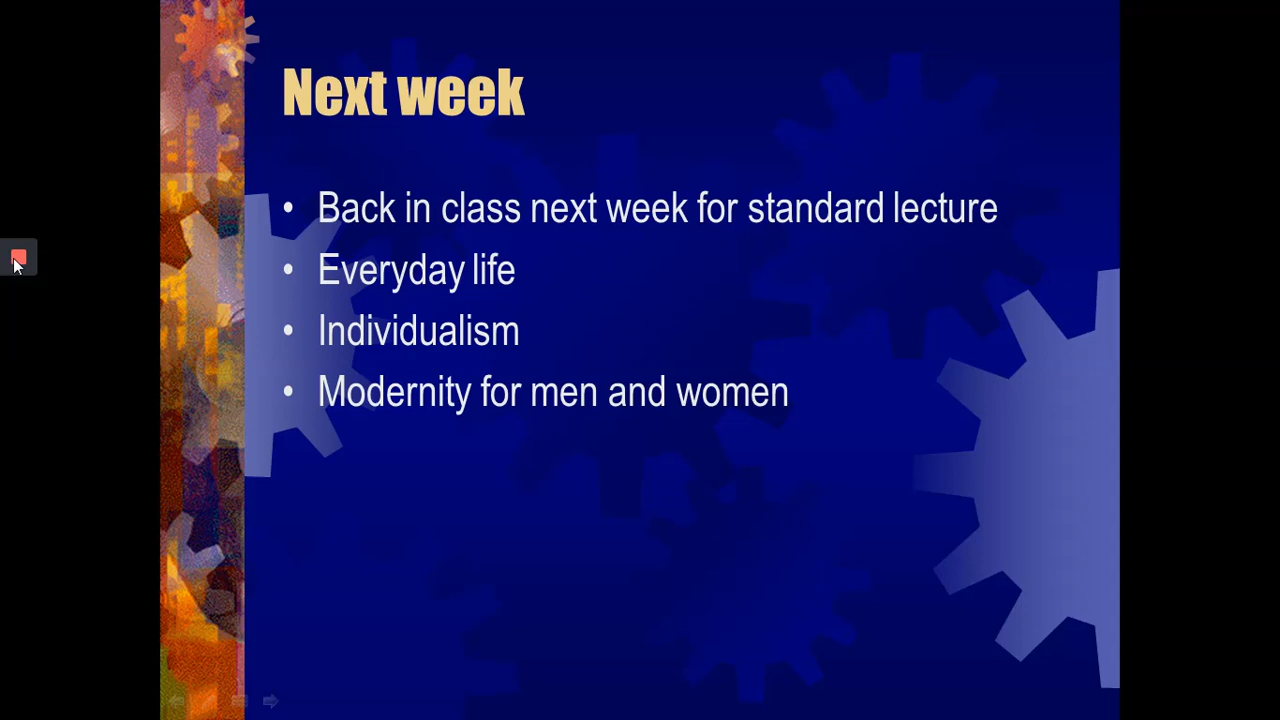 Next week
• Back in class next week for standard lecture
• Everyday life
• Individualism
• Modernity for men and women